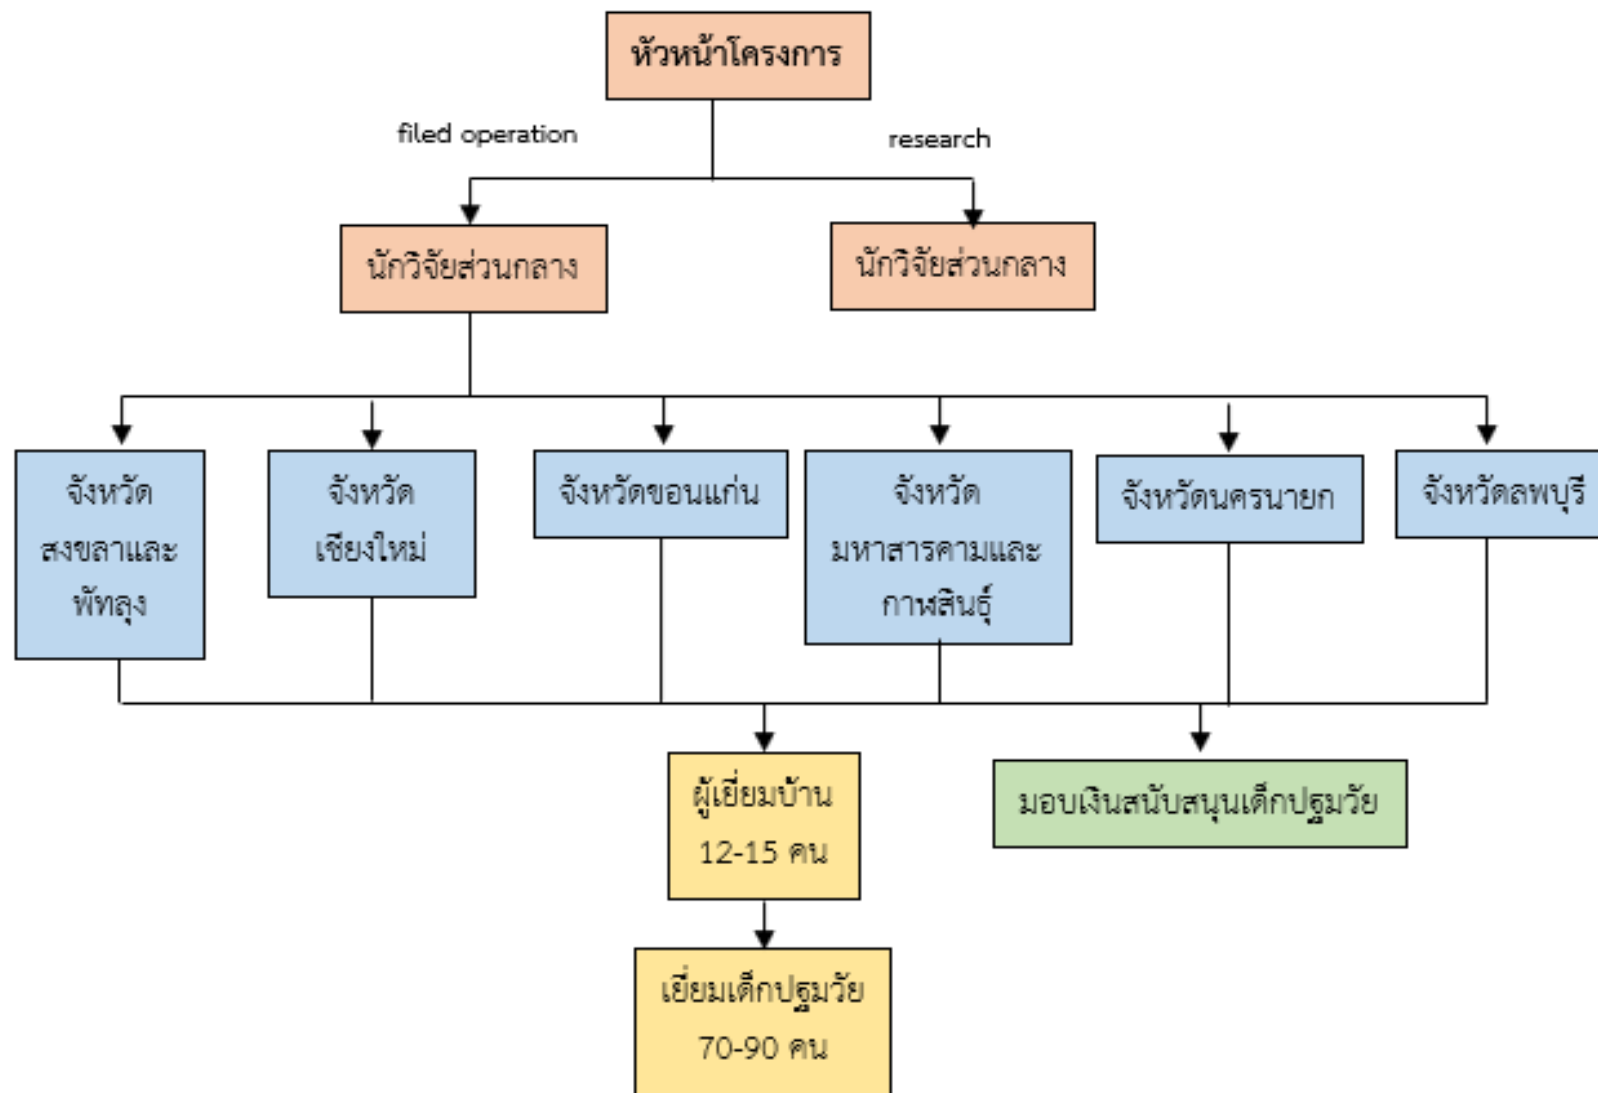 หัวหน้าโครงการ
filed operation
research
นักวิจัยส่วนกลาง
นักวิจัยส่วนกลาง
จังหวัด
สงขลาและ
พัทลุง
จังหวัด
เชียงใหม่
จังหวัดขอนแก่น
จังหวัด
มหาสารคามและ
กาฬสินธุ์
จังหวัดนครนายก
จังหวัดลพบุรี
ผู้เยี่ยมบ้าน
12-15 คน
มอบเงินสนับสนุนเด็กปฐมวัย
เยี่ยมเด็กปฐมวัย
70-90 คน